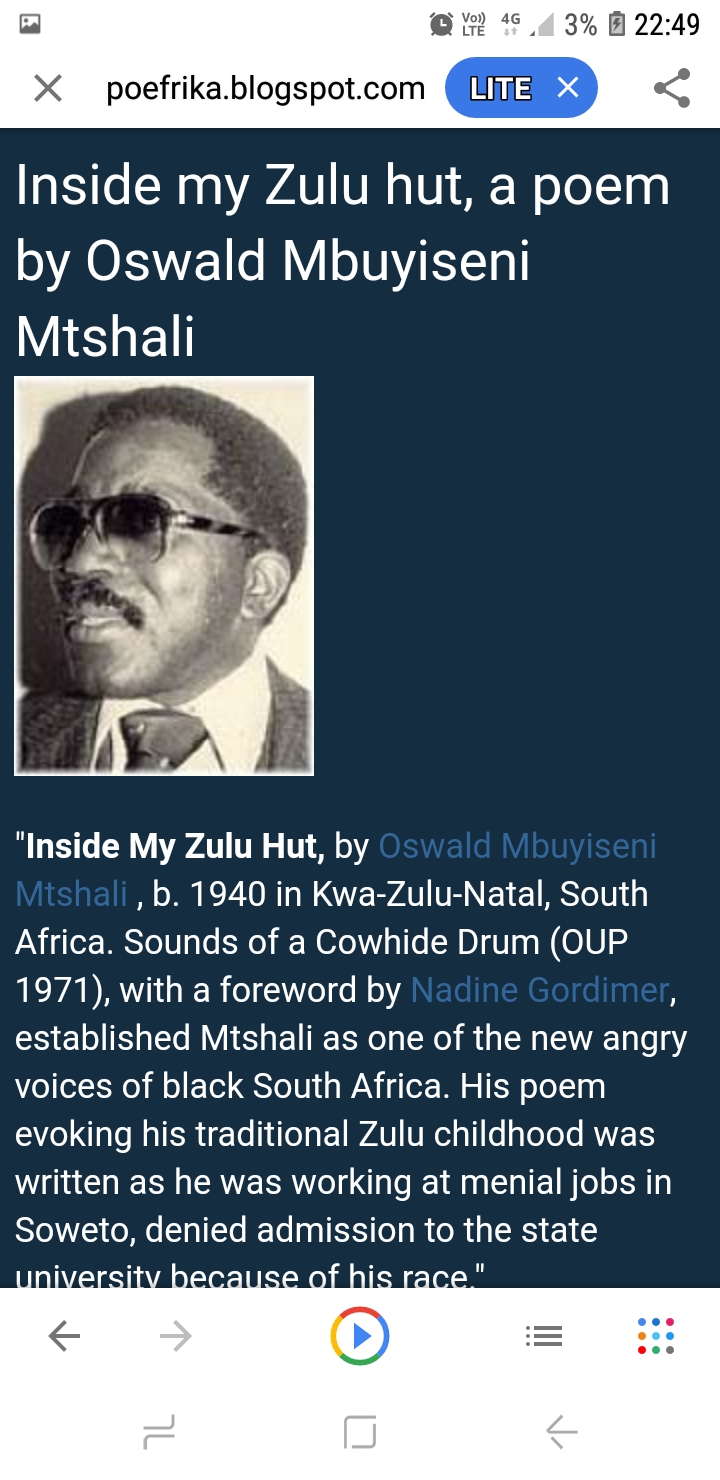 Vo)) LTE 4G 3% 22:49
poefrika.blogspot.com LITE
Inside my Zulu hut, a poem
by Oswald Mbuyiseni
Mtshali
"Inside My Zulu Hut, by Oswald Mbuyiseni
Mtshali , b. 1940 in Kwa-Zulu-Natal, South
Africa. Sounds of a Cowhide Drum (OUP
1971), with a foreword by Nadine Gordimer,
established Mtshali as one of the new angry
voices of black South Africa. His poem
evoking his traditional Zulu childhood was
written as he was working at menial jobs in
Soweto, denied admission to the state
university because of his race."